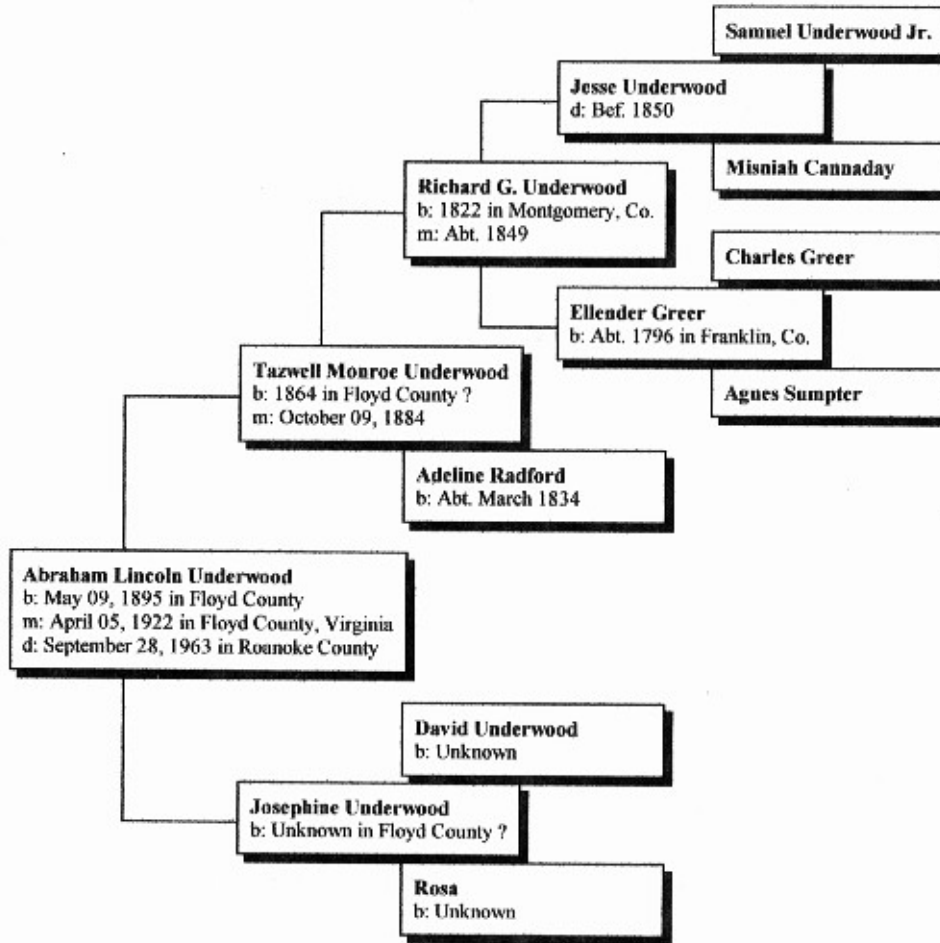 Samuel Underwood Jr.
Jesse Underwood
d: Bef. 1850
Misniah Cannaday
Richard G. Underwood
b: 1822 in Montgomery, Co.
m: Abt. 1849
Charles Greer
Ellender Greer
b: Abt. 1796 in Franklin, Co.
Agnes Sumpter
Tazwell Monroe Underwood
b: 1864 in Floyd County ?
m: October 09, 1884
Adeline Radford
b: Abt. March 1834
Abraham Lincoln Underwood
b: May 09, 1895 in Floyd County
m: April 05, 1922 in Floyd County, Virginia
d: September 28, 1963 in Roanoke County
David Underwood
b: Unknown
Josephine Underwood
b: Unknown in Floyd County ?
Rosa
b: Unknown